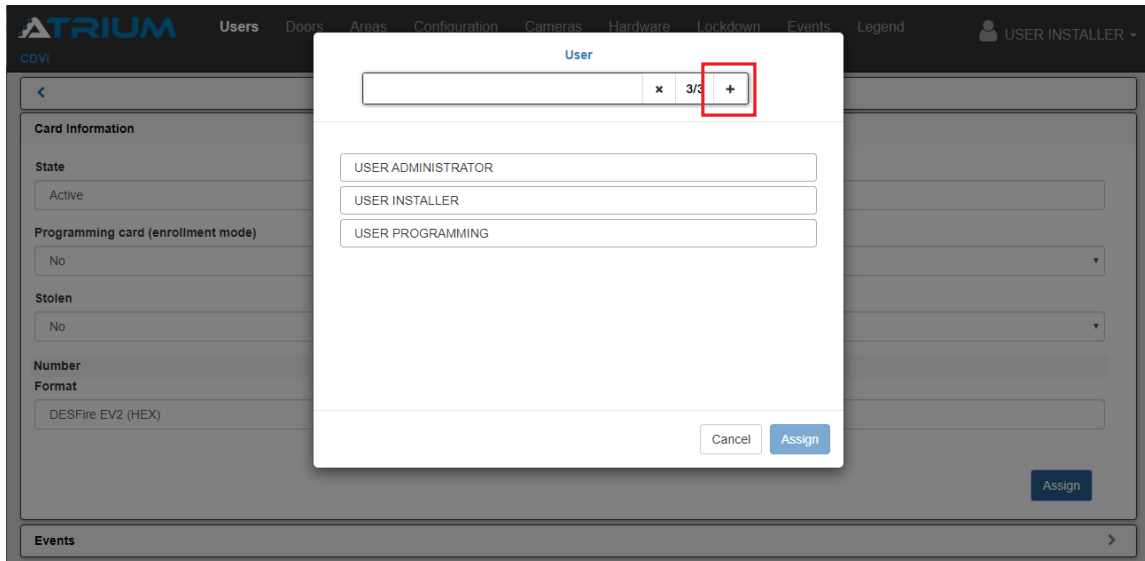 ATRIUM
CDVI
Users Doors Areas Configuration Cameras Hardware Lockdown Events Legend USER INSTALLER
User
× 3/3 +
USER ADMINISTRATOR
USER INSTALLER
USER PROGRAMMING
Cancel Assign
Card Information
State
Active
Programming card (enrollment mode)
No
Stolen
No
Number
Format
DESFire EV2 (HEX)
Assign
Events